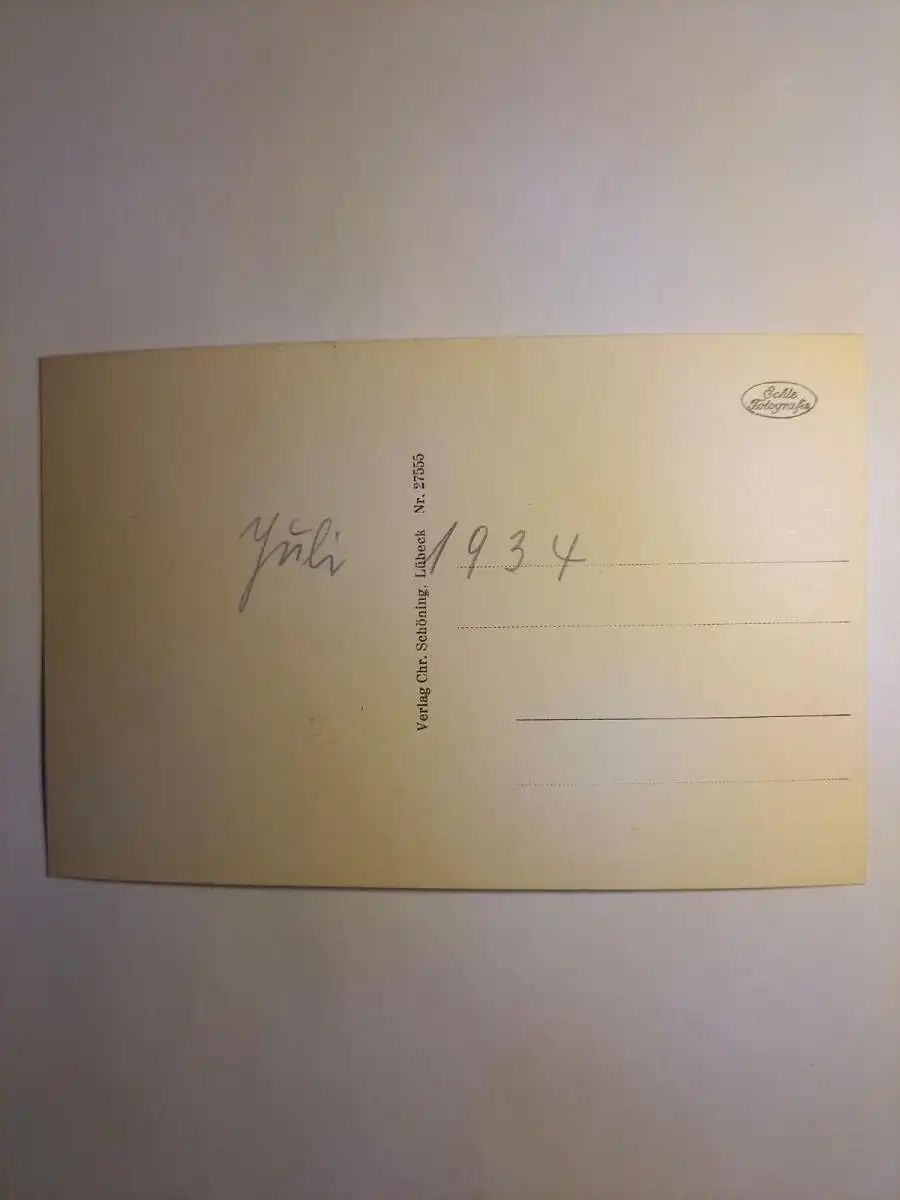 Echte
Fotografie
Juli 1934
Verlag Chr. Schöning, Lübeck Nr. 27555